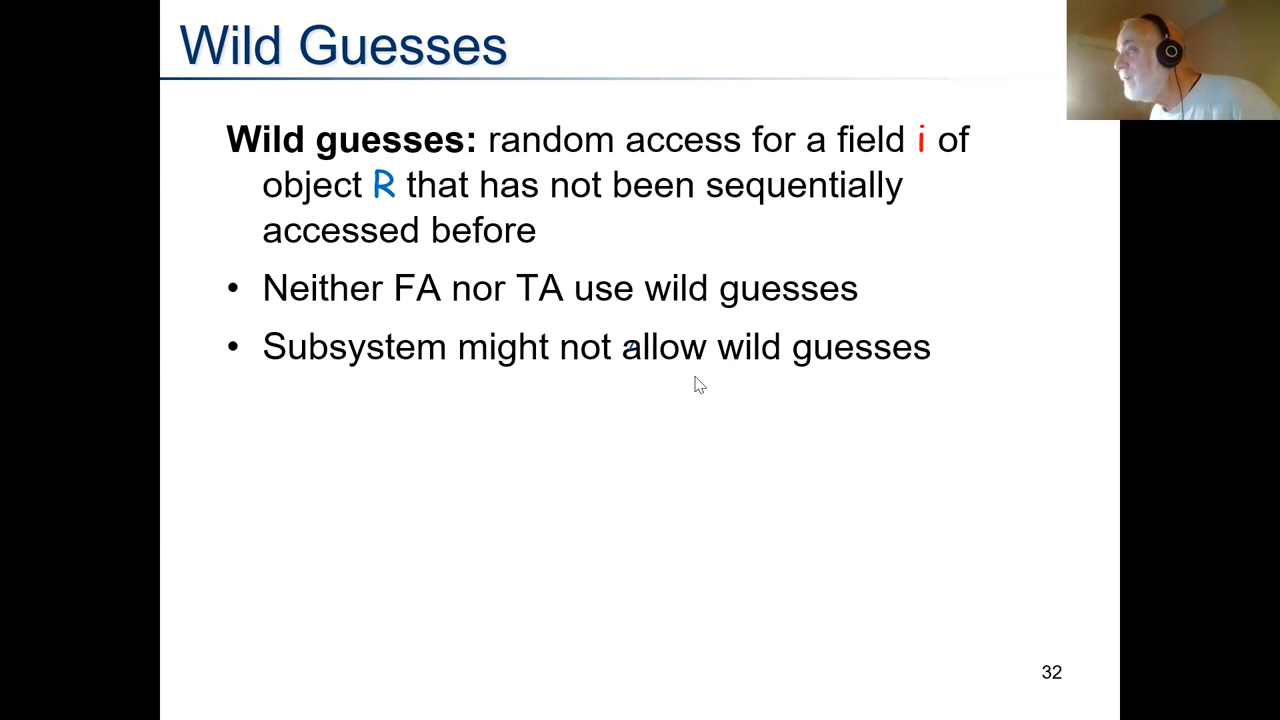 Wild Guesses
Wild guesses: random access for a field i of
object R that has not been sequentially
accessed before
• Neither FA nor TA use wild guesses
• Subsystem might not allow wild guesses
32